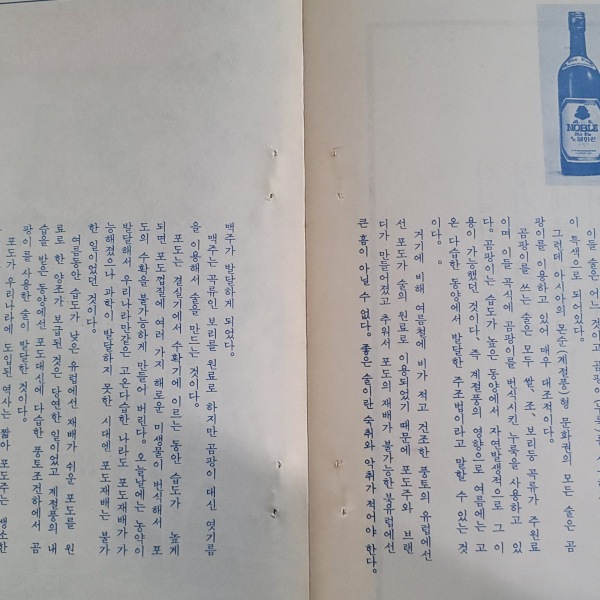 NOBLE
노블와인
이들 술은 어느 것이고 곰팡이
이 특색으로 되어있다.
그런데 아시아의 몬순(계절풍)형 문화권의 모든 술은 곰
팡이를 이용하고 있어 매우 대조적이다.
곰팡이를 쓰는 술은 모두 쌀、조、보리등 곡류가 주원료
이며 이들 곡식에 곰팡이를 번식시킨 누룩을 사용하고 있
다. 곰팡이는 습도가 높은 동양에서 자연발생적으로 그 이
용이 가능했던 것이다、즉 계절풍의 영향으로 여름에는 고
온 다습한 동양에서 발달한 주조법이라고 말할 수 있는 것
이다。
거기에 비해 여름철에 비가 적고 건조한 풍토의 유럽에선
선 포도가 술의 원료로 이용되었기 때문에 포도주와 브랜
디가 만들어졌고 추워서 포도의 재배가 불가능한 북유럽에선
큰 흠이 아닐 수 없다. 좋은 술이란 숙취와 악취가 적어야 한다.
맥주가 발달하게 되었다.
맥주는 곡류인 보리를 원료로 하지만 곰팡이 대신 엿기름
을 이용해서 술을 만드는 것이다.
포도는 결실기에서 수확기에 이르는 동안 습도가 높게
되면 포도껍질에 여러가지 해로운 미생물이 번식해서 포
도의 수확을 불가능하게 만들어 버린다. 오늘날에는 농약이
발달해서 우리나라만같은 고온다습한 나라도 포도재배가 가
능해졌으나 과학이 발달하지 못한 시대엔 포도재배는 불가
한 일이었던 것이다.
여름동안 습도가 낮은 유럽에선 재배가 쉬운 포도를 원
료로 한 양조가 보급된 것은 당연한 일이었고 계절풍의 내
습을 받은 동양에선 포도대신에 다습한 풍토조건하에서 곰
팡이를 사용한 술이 발달한 것이다.
포도가 우리나라에 도입된 역사는 짧아 포도주는 생소한